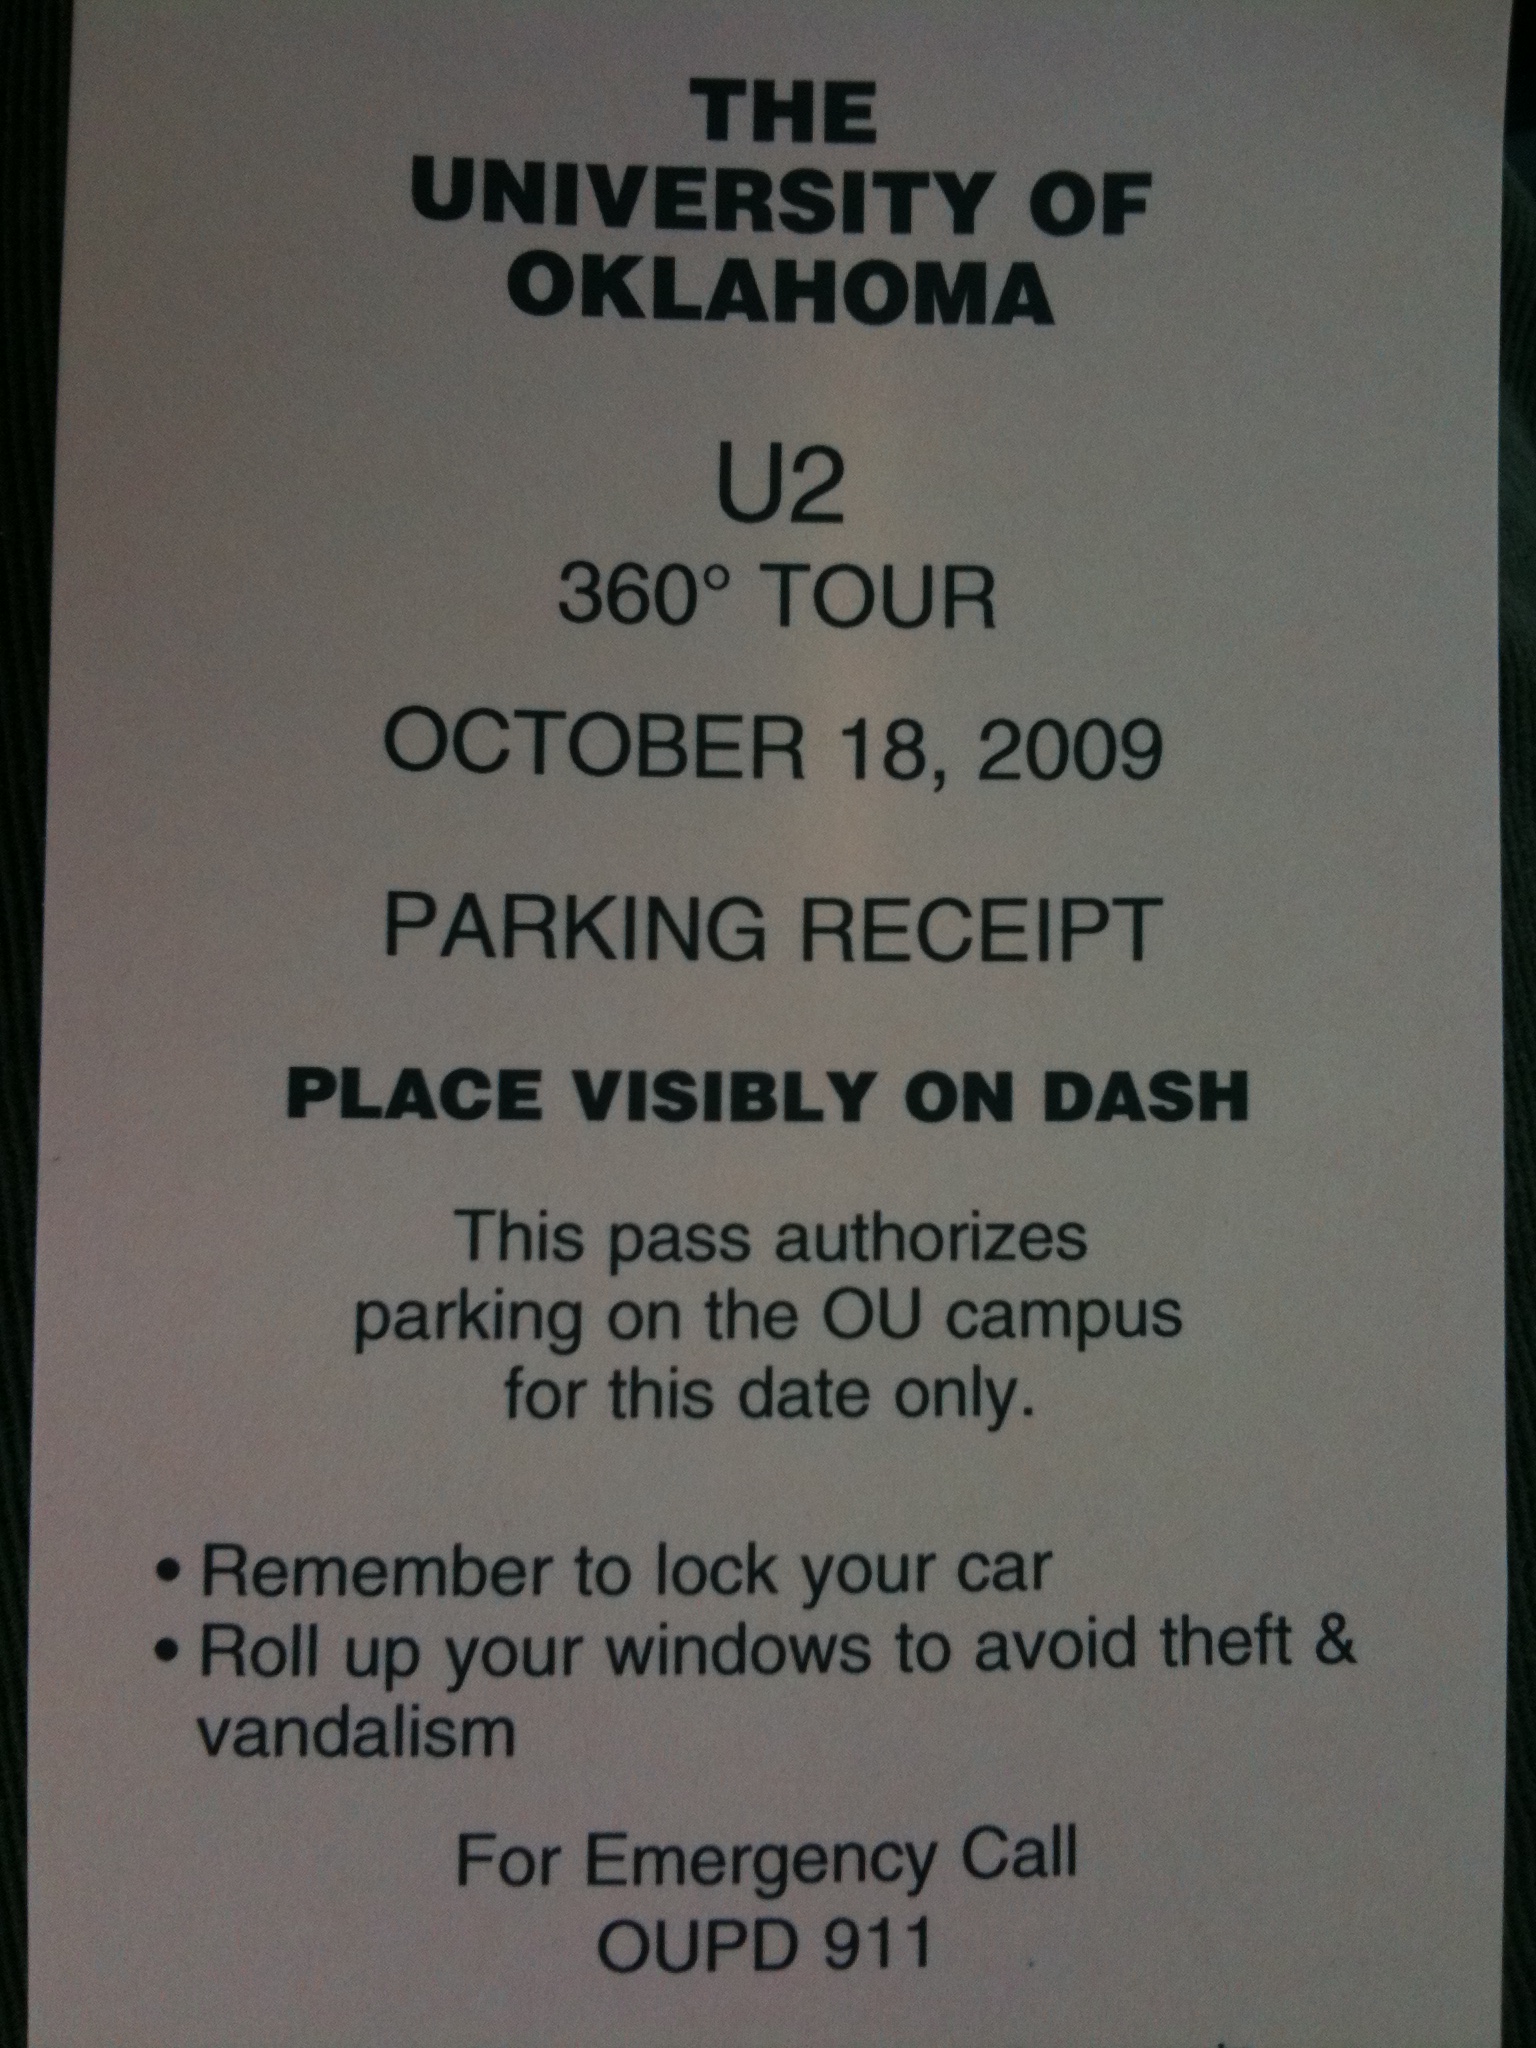 THE
UNIVERSITY OF
OKLAHOMA
U2
360° TOUR
OCTOBER 18, 2009
PARKING RECEIPT
PLACE VISIBLY ON DASH
This pass authorizes
parking on the OU campus
for this date only.
• Remember to lock your car
• Roll up your windows to avoid theft &
vandalism
For Emergency Call
OUPD 911